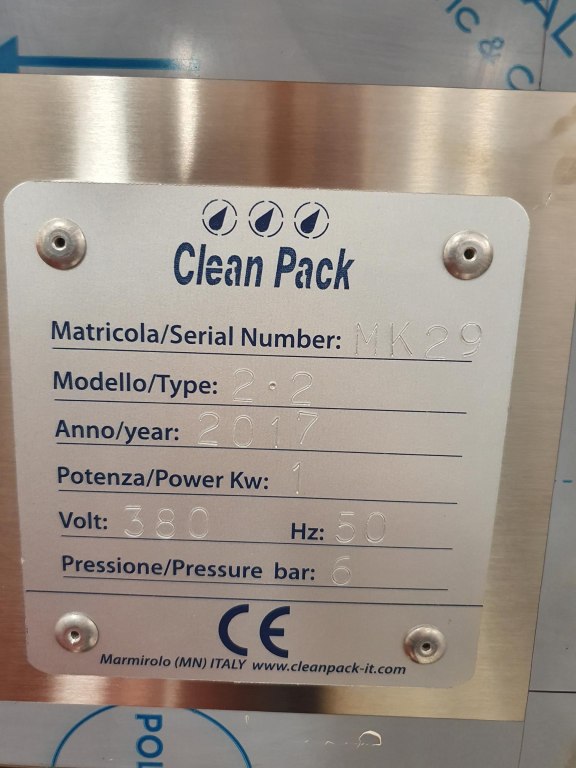 Clean Pack
Matricola/Serial Number: MK29
Modello/Type: 2.2
Anno/year: 2017
Potenza/Power Kw: 1
Volt: 380 Hz: 50
Pressione/Pressure bar: 6
CE
Marmirolo (MN) ITALY www.cleanpack-it.com